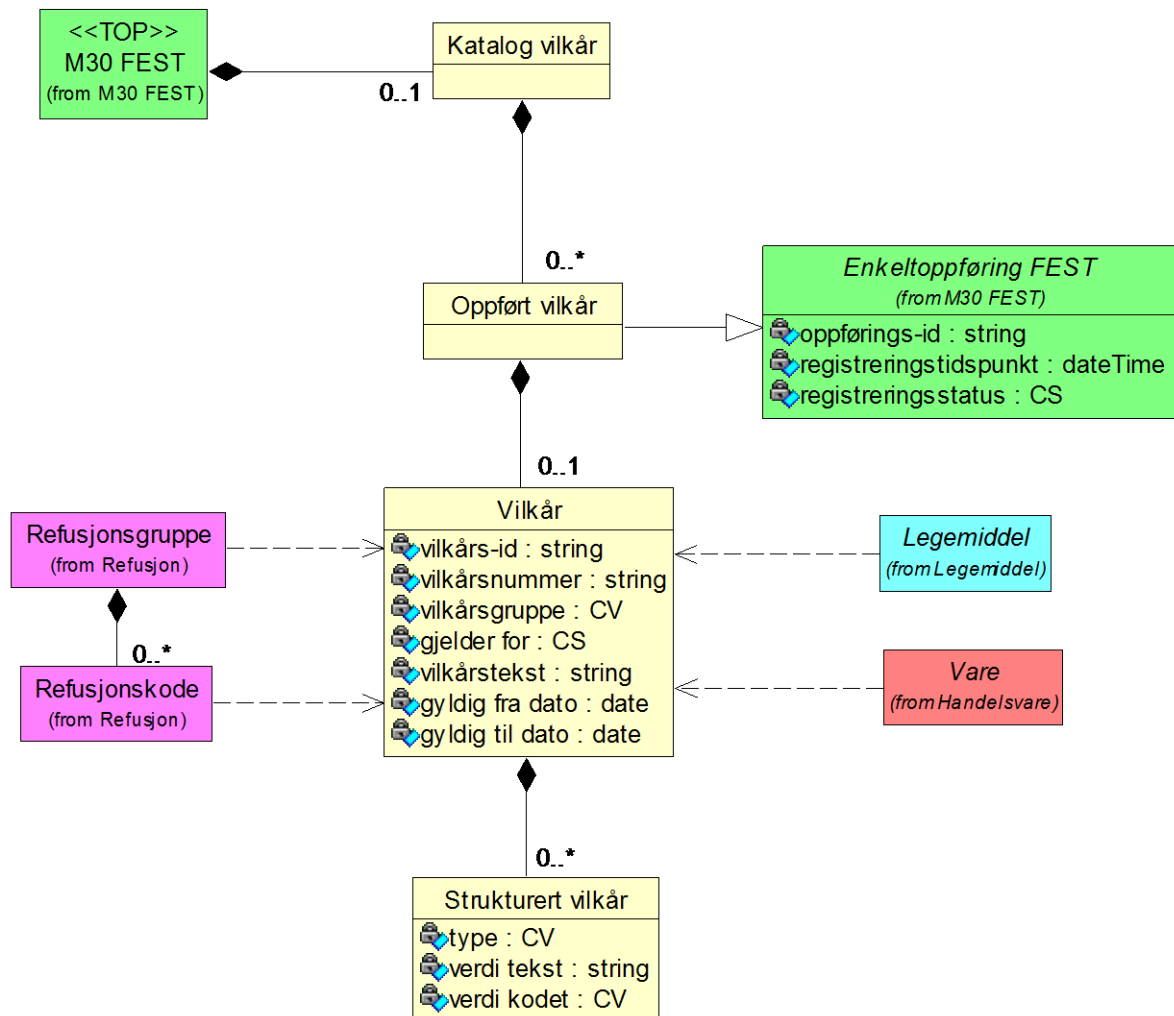 <<TOP>>
M30 FEST
(from M30 FEST)
Katalog vilkår
0..1
0..*
Oppført vilkår
Enkeltoppføring FEST
(from M30 FEST)
oppførings-id : string
registreringstidspunkt : dateTime
registreringsstatus : CS
0..1
Vilkår
vilkårs-id : string
vilkårsnummer : string
vilkårsgruppe : CV
gjelder for : CS
vilkårstekst : string
gyldig fra dato : date
gyldig til dato : date
Refusjonsgruppe
(from Refusjon)
0..*
Refusjonskode
(from Refusjon)
Legemiddel
(from Legemiddel)
Vare
(from Handelsvare)
0..*
Strukturert vilkår
type : CV
verdi tekst : string
verdi kodet : CV